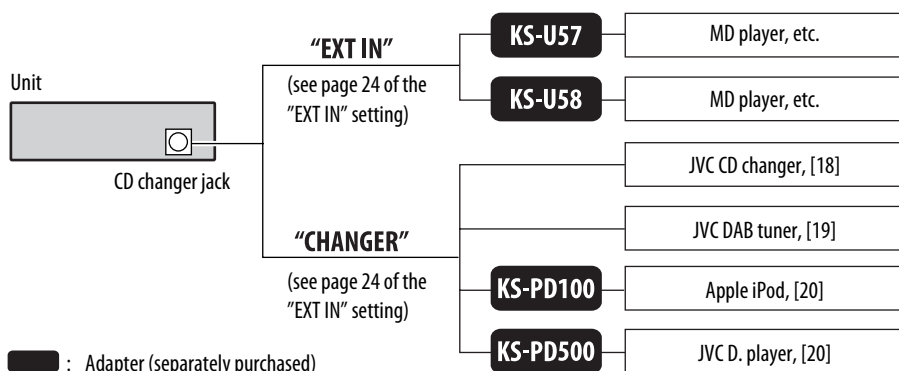 Unit
CD changer jack
“EXT IN”
(see page 24 of the
”EXT IN” setting)
KS-U57
MD player, etc.
KS-U58
MD player, etc.
“CHANGER”
(see page 24 of the
”EXT IN” setting)
JVC CD changer, [18]
JVC DAB tuner, [19]
KS-PD100
Apple iPod, [20]
KS-PD500
JVC D. player, [20]
: Adapter (separately purchased)